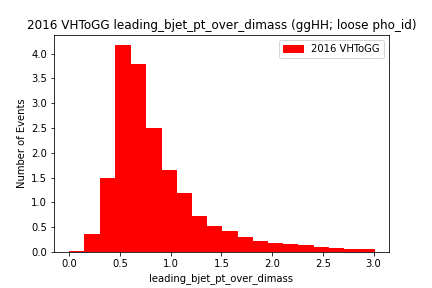 2016 VHToGG leading_bjet_pt_over_dimass (ggHH; loose pho_id)
2016 VHToGG
Number of Events
4.0
3.5
3.0
2.5
2.0
1.5
1.0
0.5
0.0
0.0 0.5 1.0 1.5 2.0 2.5 3.0
leading_bjet_pt_over_dimass